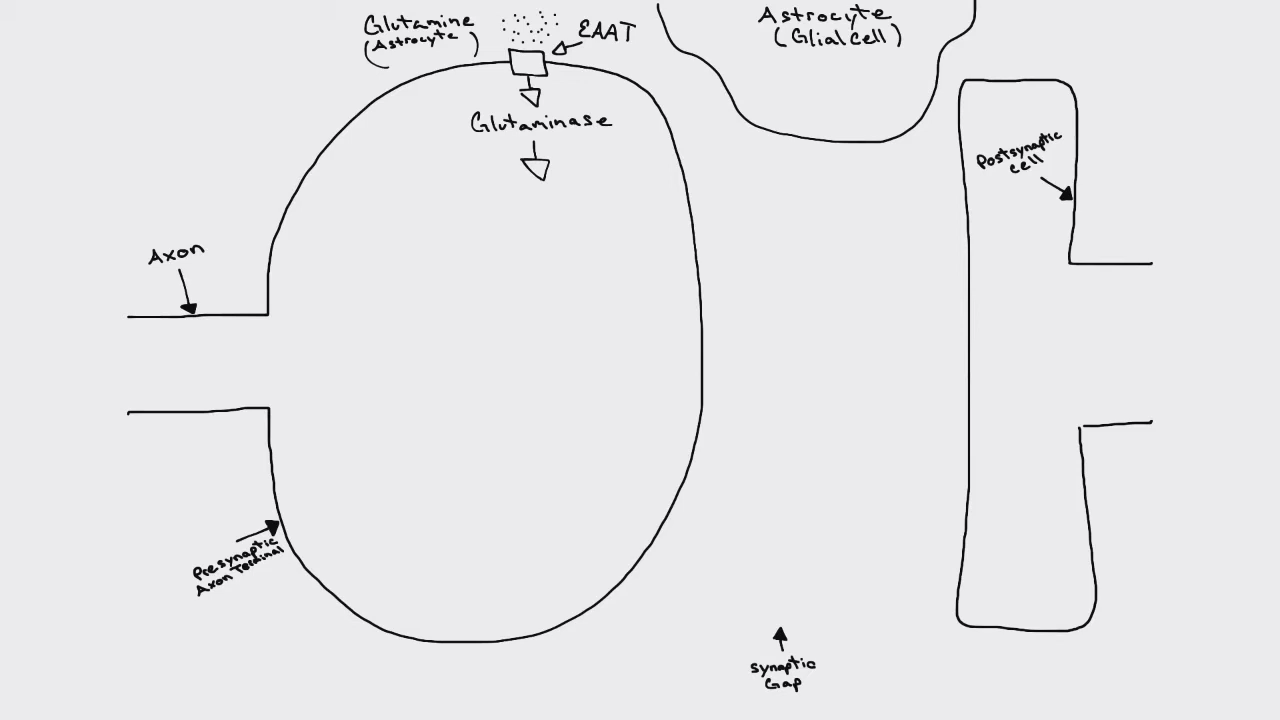 Glutamine
(Astrocyte)
EAAT
Astrocyte
(Glial cell)
Glutaminase
Postsynaptic
cell
Axon
Presynaptic
Axon Terminal
synaptic
Gap